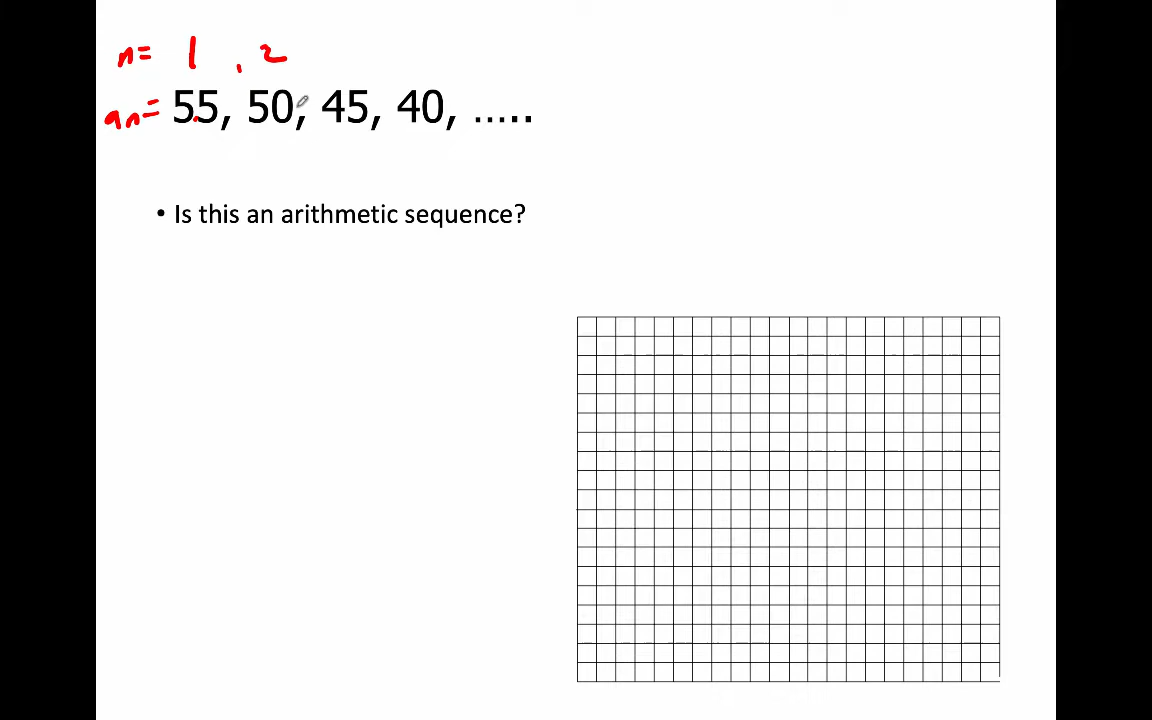 n= 1 , 2
an= 55, 50, 45, 40, .....
• Is this an arithmetic sequence?